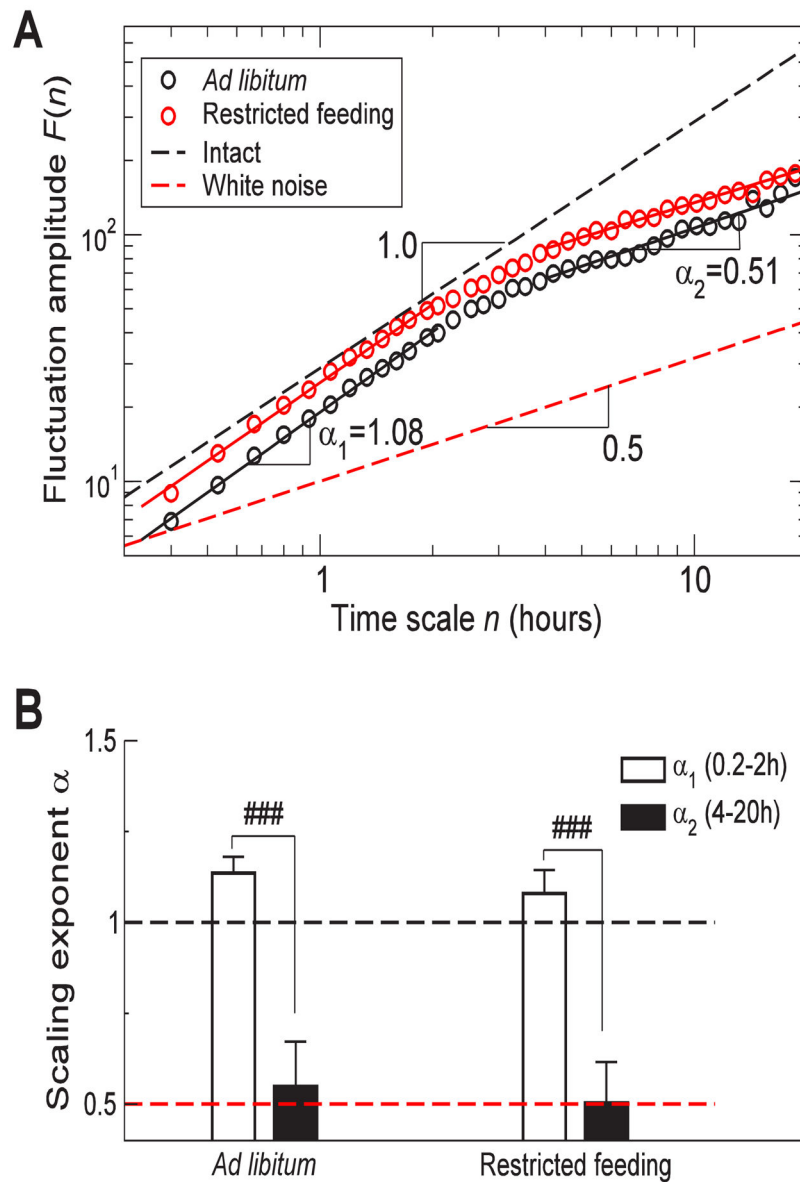 A
Fluctuation amplitude F(n)
Ad libitum
Restricted feeding
Intact
White noise
10²
10¹
1.0
α₂=0.51
α₁=1.08
0.5
1
10
Time scale n (hours)
B
Scaling exponent α
1.5
1
0.5
α₁ (0.2-2h)
α₂ (4-20h)
###
###
Ad libitum
Restricted feeding